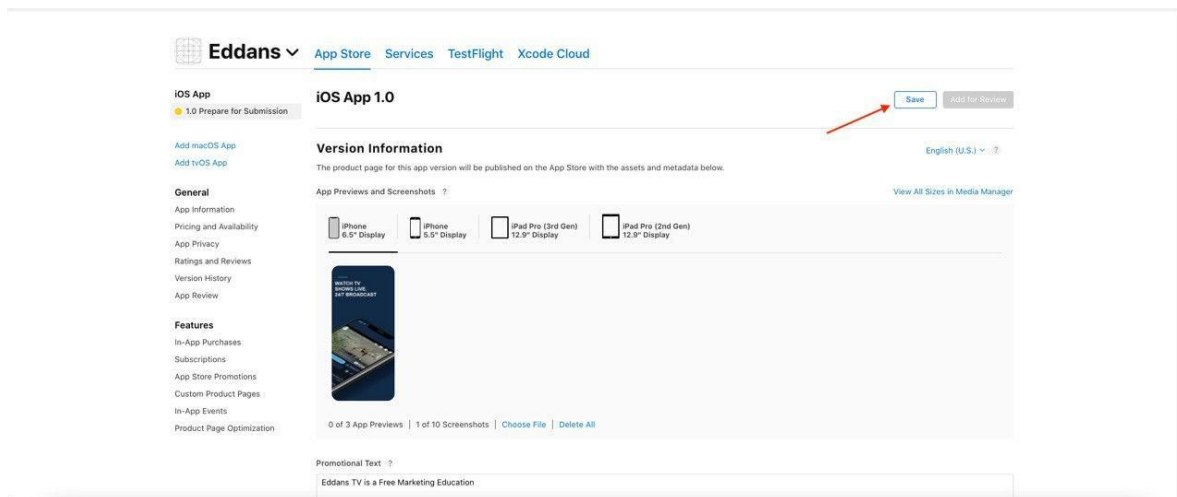 Eddans
App Store Services TestFlight Xcode Cloud
iOS App
1.0 Prepare for Submission
Add macOS App
Add tvOS App
General
App Information
Pricing and Availability
App Privacy
Ratings and Reviews
Version History
App Review
Features
In-App Purchases
Subscriptions
App Store Promotions
Custom Product Pages
In-App Events
Product Page Optimization
iOS App 1.0
Save Add for Review
Version Information
English (U.S.) ?
The product page for this app version will be published on the App Store with the assets and metadata below.
App Previews and Screenshots ?
View All Sizes in Media Manager
iPhone
6.5" Display
iPhone
5.5" Display
iPad Pro (3rd Gen)
12.9" Display
iPad Pro (2nd Gen)
12.9" Display
WATCH TV
SHOWS LIVE,
24/7 BROADCAST
0 of 3 App Previews | 1 of 10 Screenshots | Choose File | Delete All
Promotional Text ?
Eddans TV is a Free Marketing Education